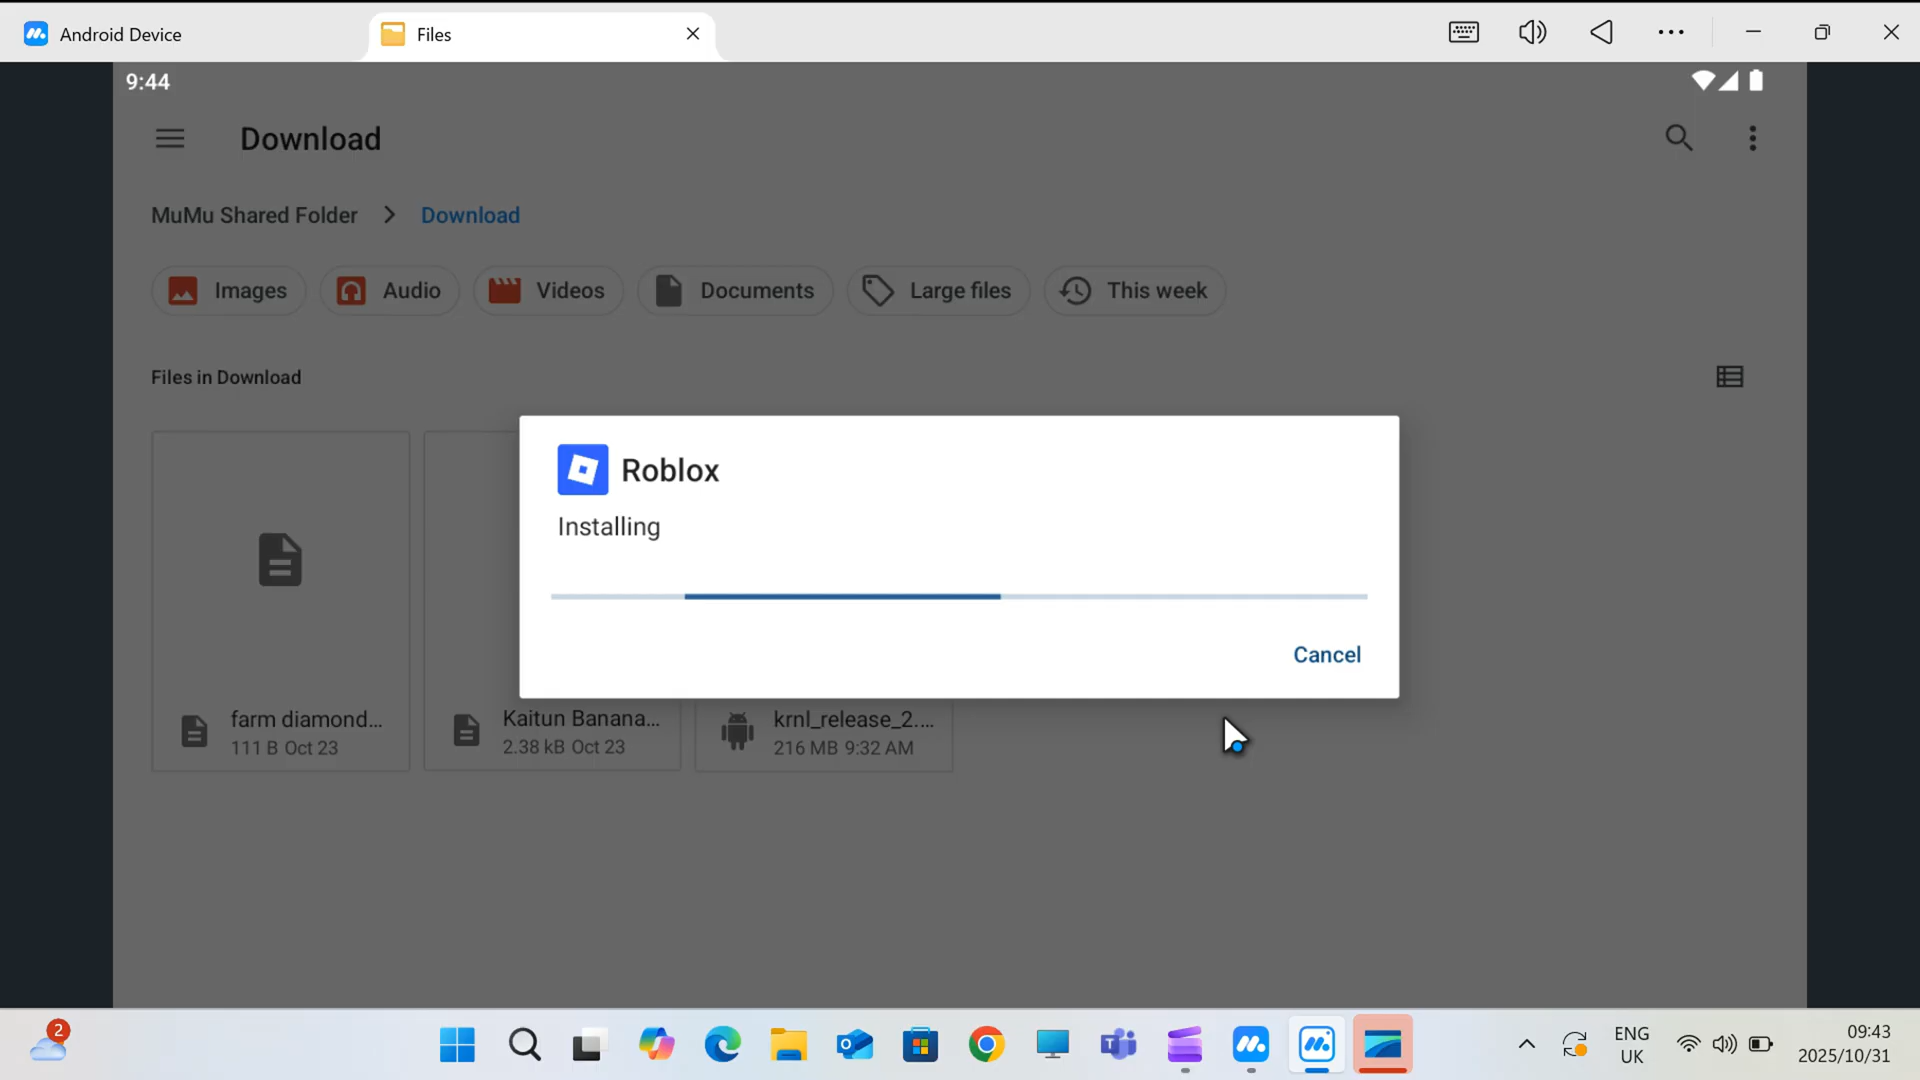 Android Device
Files
9:44
Download
MuMu Shared Folder
Download
Images
Audio
Videos
Documents
Large files
This week
Files in Download
Roblox
Installing
Cancel
farm diamond...
111 B Oct 23
Kaitun Banana...
2.38 kB Oct 23
krnl_release_2....
216 MB 9:32 AM
2
ENG
UK
09:43
2025/10/31